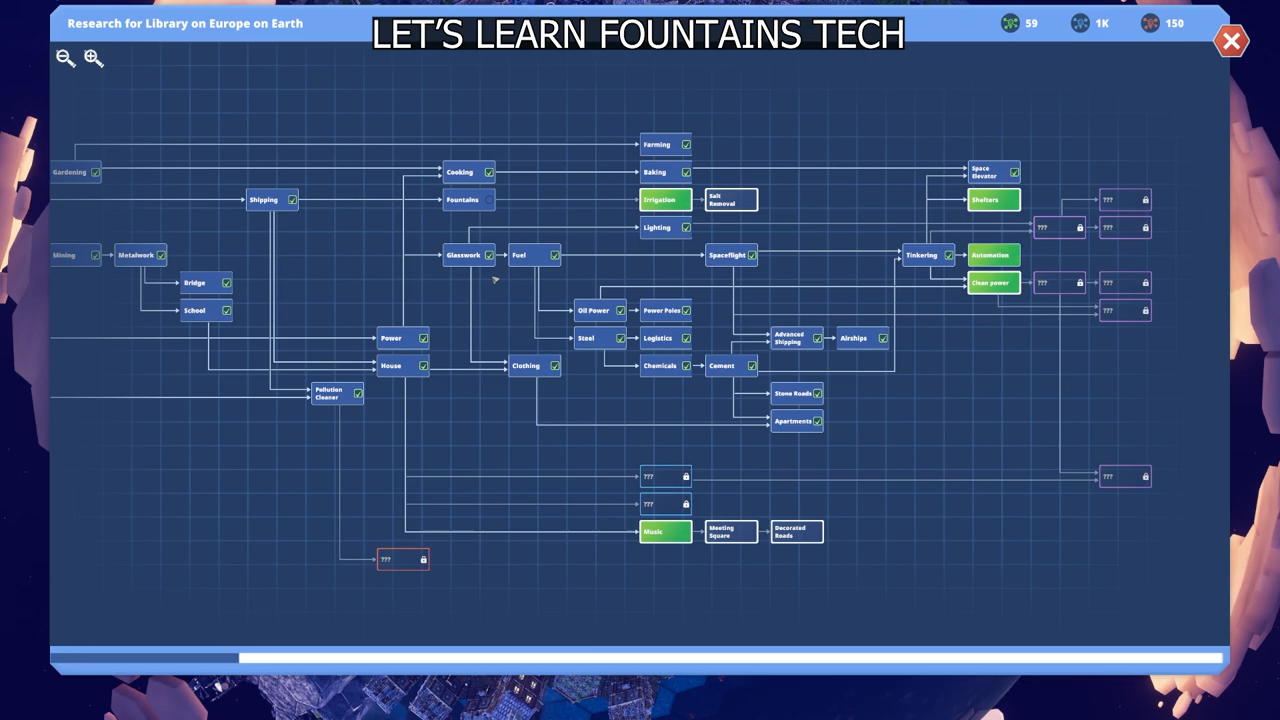 Research for Library on Europe on Earth
LET'S LEARN FOUNTAINS TECH
59
1K
150
Farming
Gardening
Cooking
Baking
Space
Elevator
Shipping
Fountains
Irrigation
Salt
Removal
Shelters
???
Lighting
???
???
Mining
Metalwork
Glasswork
Fuel
Spaceflight
Tinkering
Automation
Bridge
Clean power
???
???
School
Oil Power
Power Poles
???
Power
Steel
Logistics
Advanced
Shipping
Airships
House
Clothing
Chemicals
Cement
Pollution
Cleaner
Stone Roads
Apartments
???
???
???
Music
Meeting
Square
Decorated
Roads
???